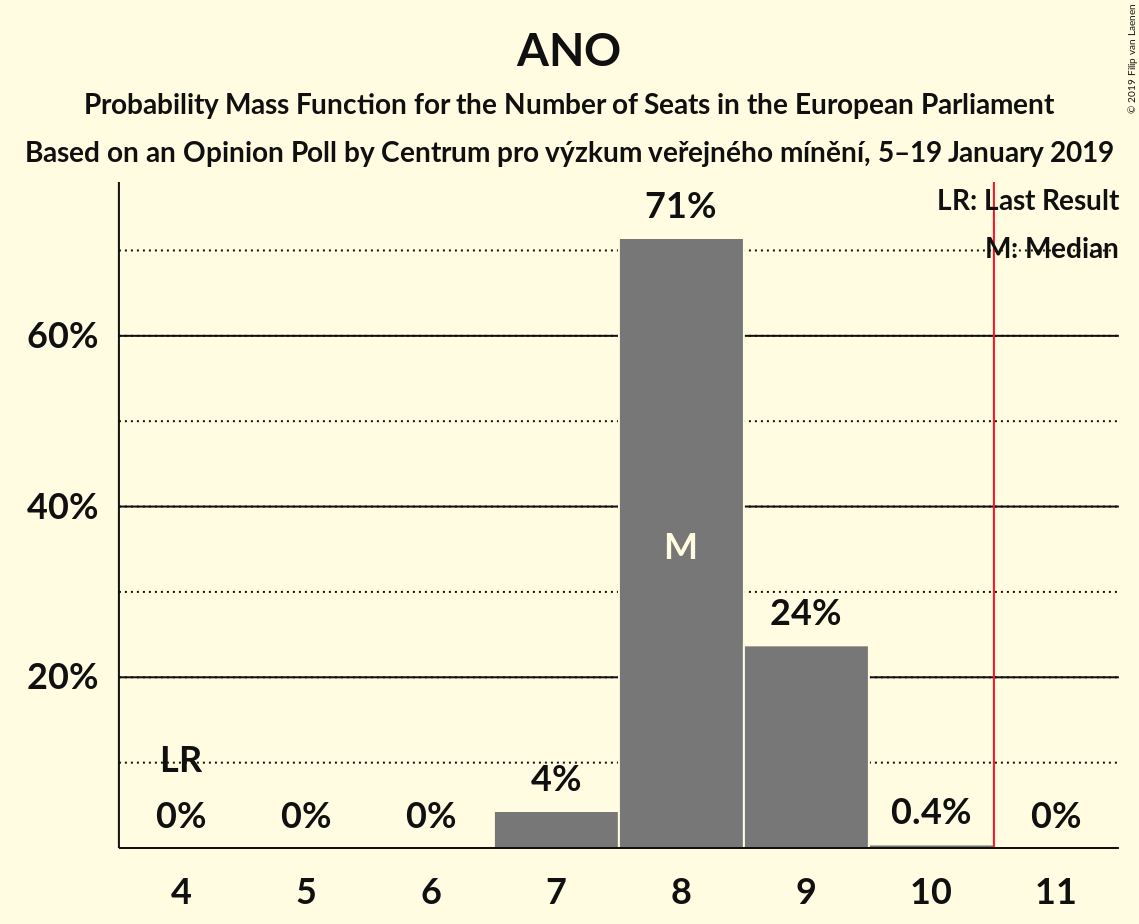 ANO
Probability Mass Function for the Number of Seats in the European Parliament
Based on an Opinion Poll by Centrum pro výzkum veřejného mínění, 5–19 January 2019
© 2019 Filip van Laenen
LR: Last Result
M: Median
71%
60%
40%
M
24%
20%
LR
4%
0%
0%
0%
0.4%
0%
4
5
6
7
8
9
10
11